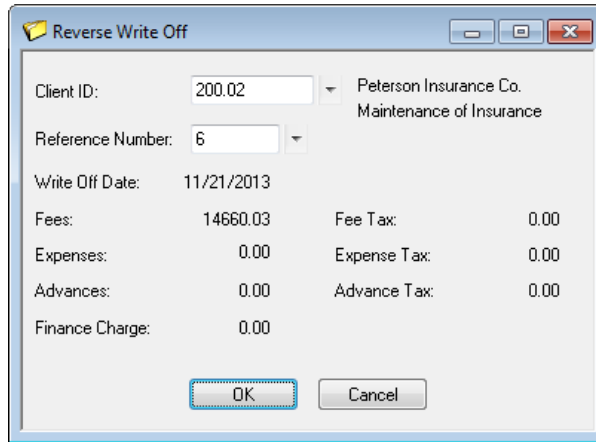 Reverse Write Off
Client ID: 200.02 Peterson Insurance Co.
Maintenance of Insurance
Reference Number: 6
Write Off Date: 11/21/2013
Fees: 14660.03 Fee Tax: 0.00
Expenses: 0.00 Expense Tax: 0.00
Advances: 0.00 Advance Tax: 0.00
Finance Charge: 0.00
OK Cancel